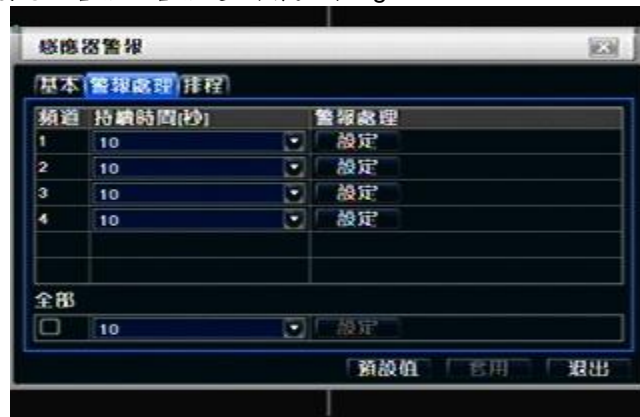 感應器警報
基本 警報處理 排程
頻道 持續時間[秒] 警報處理
1 10 設定
2 10 設定
3 10 設定
4 10 設定
全部
10 設定
預設值 套用 退出